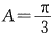 A = π/3